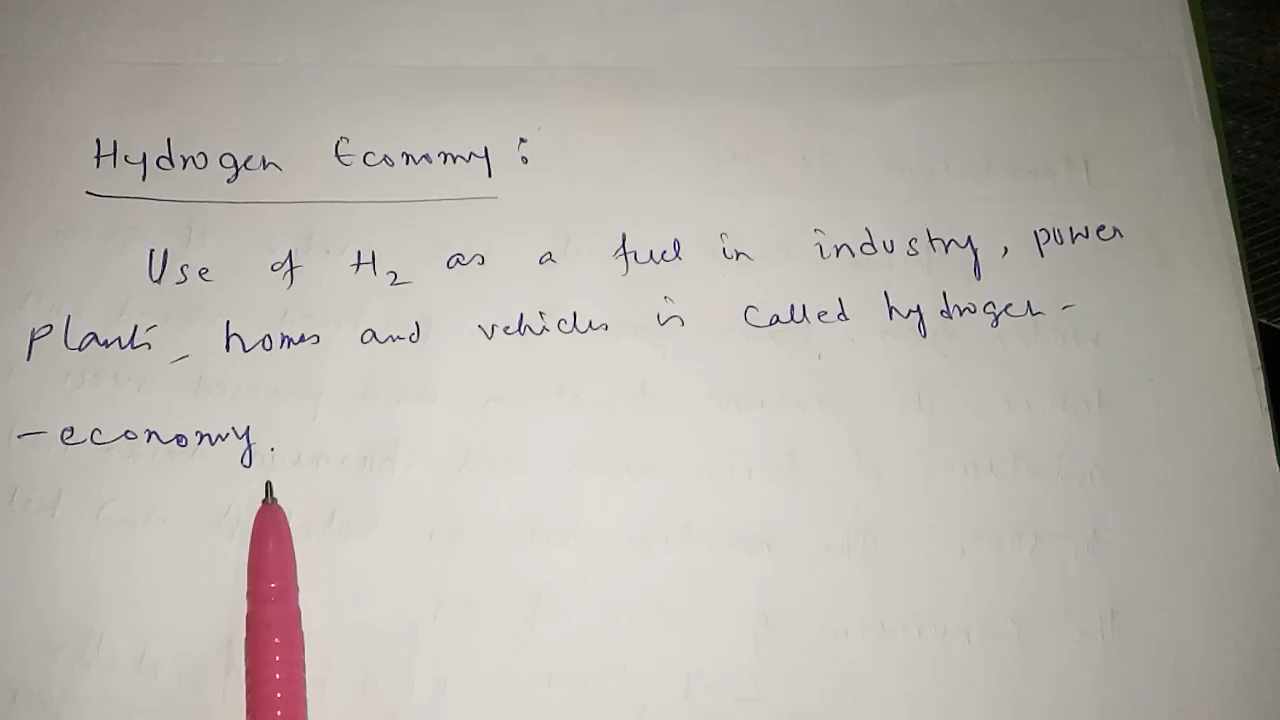 Hydrogen Economy:
Use of H₂ as a fuel in industry, power
plants, homes and vehicles is called hydrogen-
-economy.